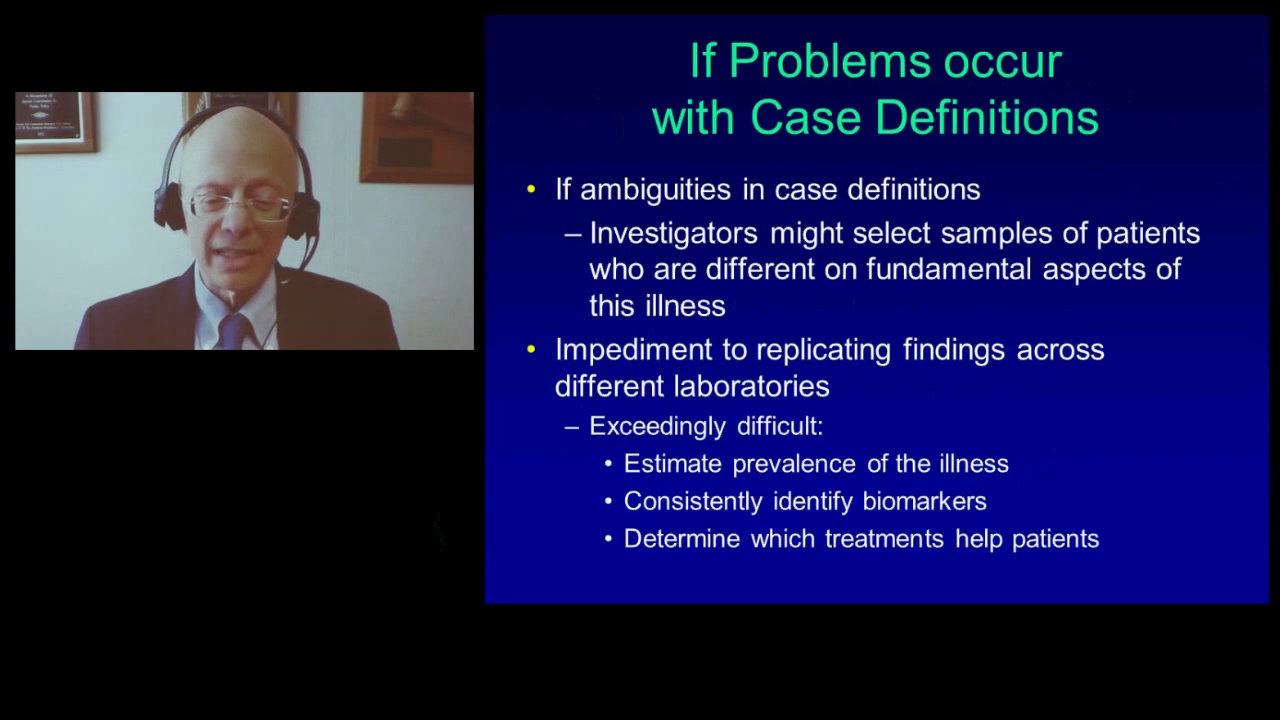 If Problems occur
with Case Definitions
• If ambiguities in case definitions
– Investigators might select samples of patients
who are different on fundamental aspects of
this illness
• Impediment to replicating findings across
different laboratories
– Exceedingly difficult:
• Estimate prevalence of the illness
• Consistently identify biomarkers
• Determine which treatments help patients